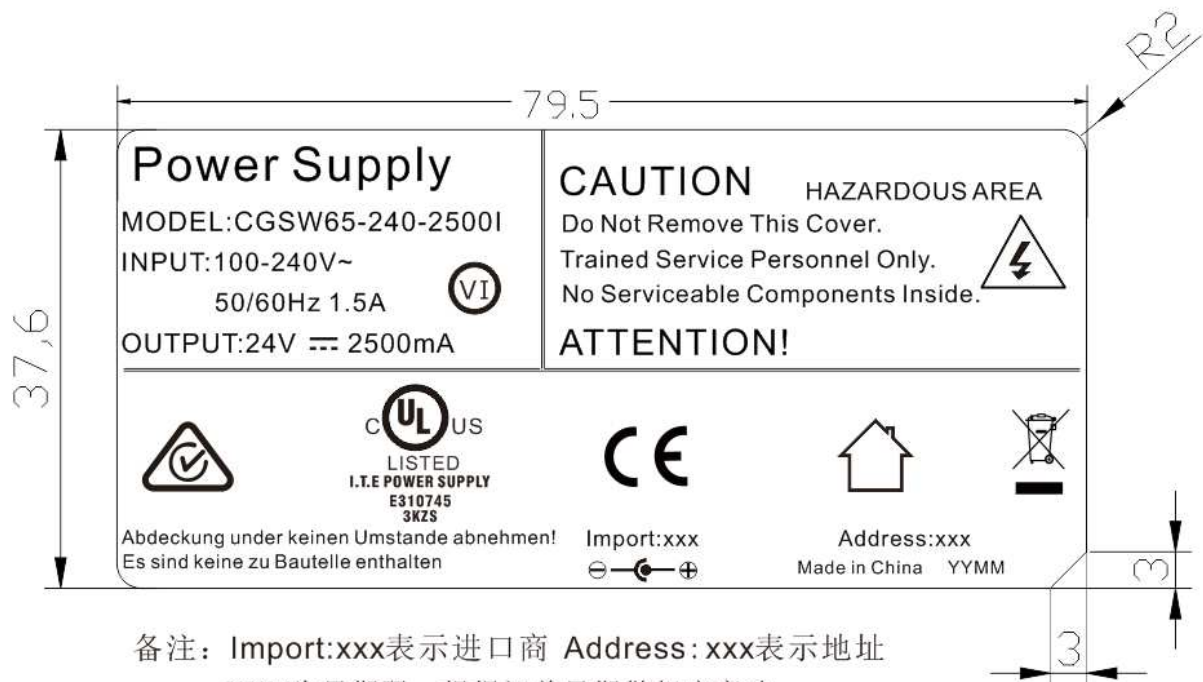 R2
79.5
37,6
Power Supply
MODEL:CGSW65-240-2500I
INPUT:100-240V~
50/60Hz 1.5A
VI
OUTPUT:24V ⎓ 2500mA
CAUTION HAZARDOUS AREA
Do Not Remove This Cover.
Trained Service Personnel Only.
No Serviceable Components Inside.
ATTENTION!
C UL US
LISTED
I.T.E POWER SUPPLY
E310745
3KZS
CE
Abdeckung under keinen Umstande abnehmen!
Es sind keine zu Bautelle enthalten
Import:xxx
Address:xxx
Made in China YYMM
3
3
备注：Import:xxx表示进口商 Address：xxx表示地址